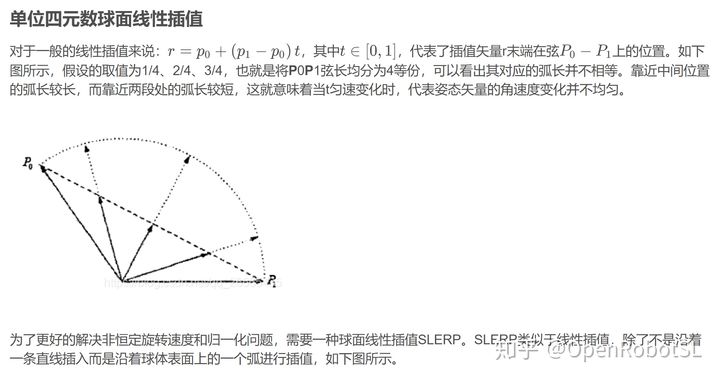 单位四元数球面线性插值
对于一般的线性插值来说：r = p₀ + (p₁ − p₀) t，其中t ∈ [0,1]，代表了插值矢量r末端在弦P₀ − P₁上的位置。如下
图所示，假设的取值为1/4、2/4、3/4，也就是将P0P1弦长均分为4等份，可以看出其对应的弧长并不相等。靠近中间位置
的弧长较长，而靠近两段处的弧长较短，这就意味着当t匀速变化时，代表姿态矢量的角速度变化并不均匀。
P₀
P₁
为了更好的解决非恒定旋转速度和归一化问题，需要一种球面线性插值SLERP。SLERP类似于线性插值，除了不是沿着
一条直线插入而是沿着球体表面上的一个弧进行插值，如下图所示。
知乎 @OpenRobotSL